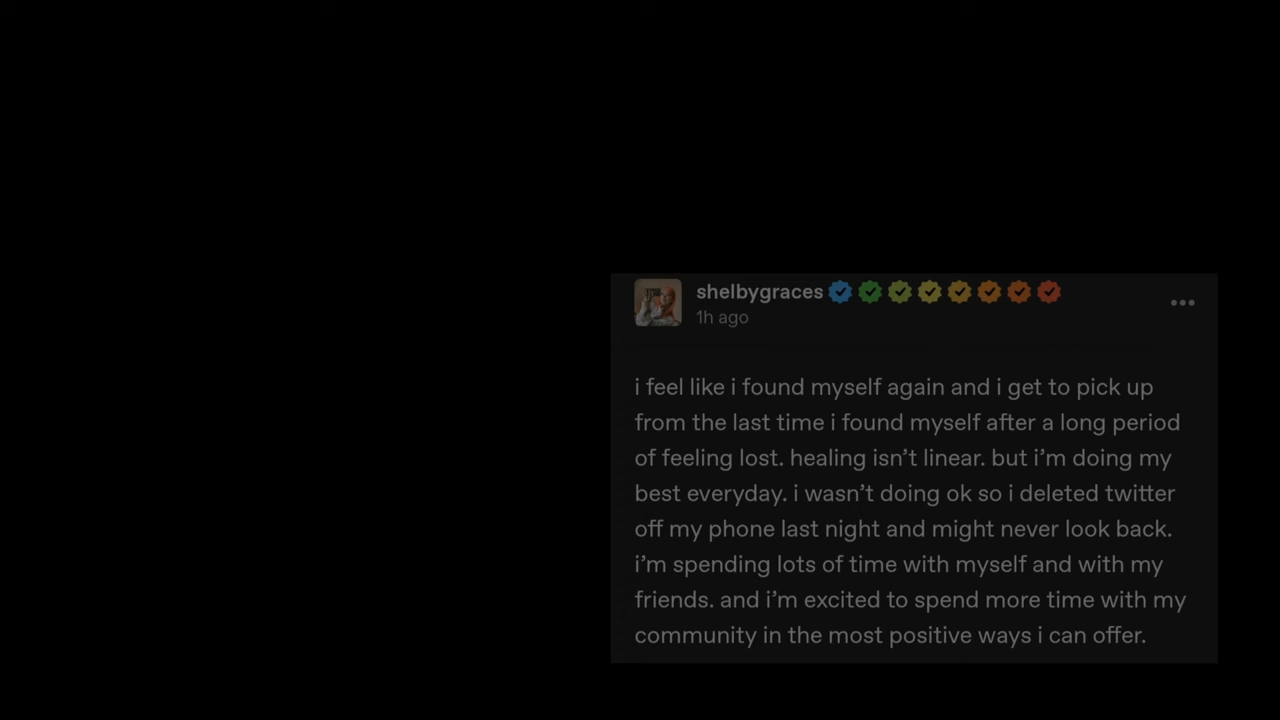 shelbygraces
1h ago
i feel like i found myself again and i get to pick up
from the last time i found myself after a long period
of feeling lost. healing isn’t linear. but i’m doing my
best everyday. i wasn’t doing ok so i deleted twitter
off my phone last night and might never look back.
i’m spending lots of time with myself and with my
friends. and i’m excited to spend more time with my
community in the most positive ways i can offer.